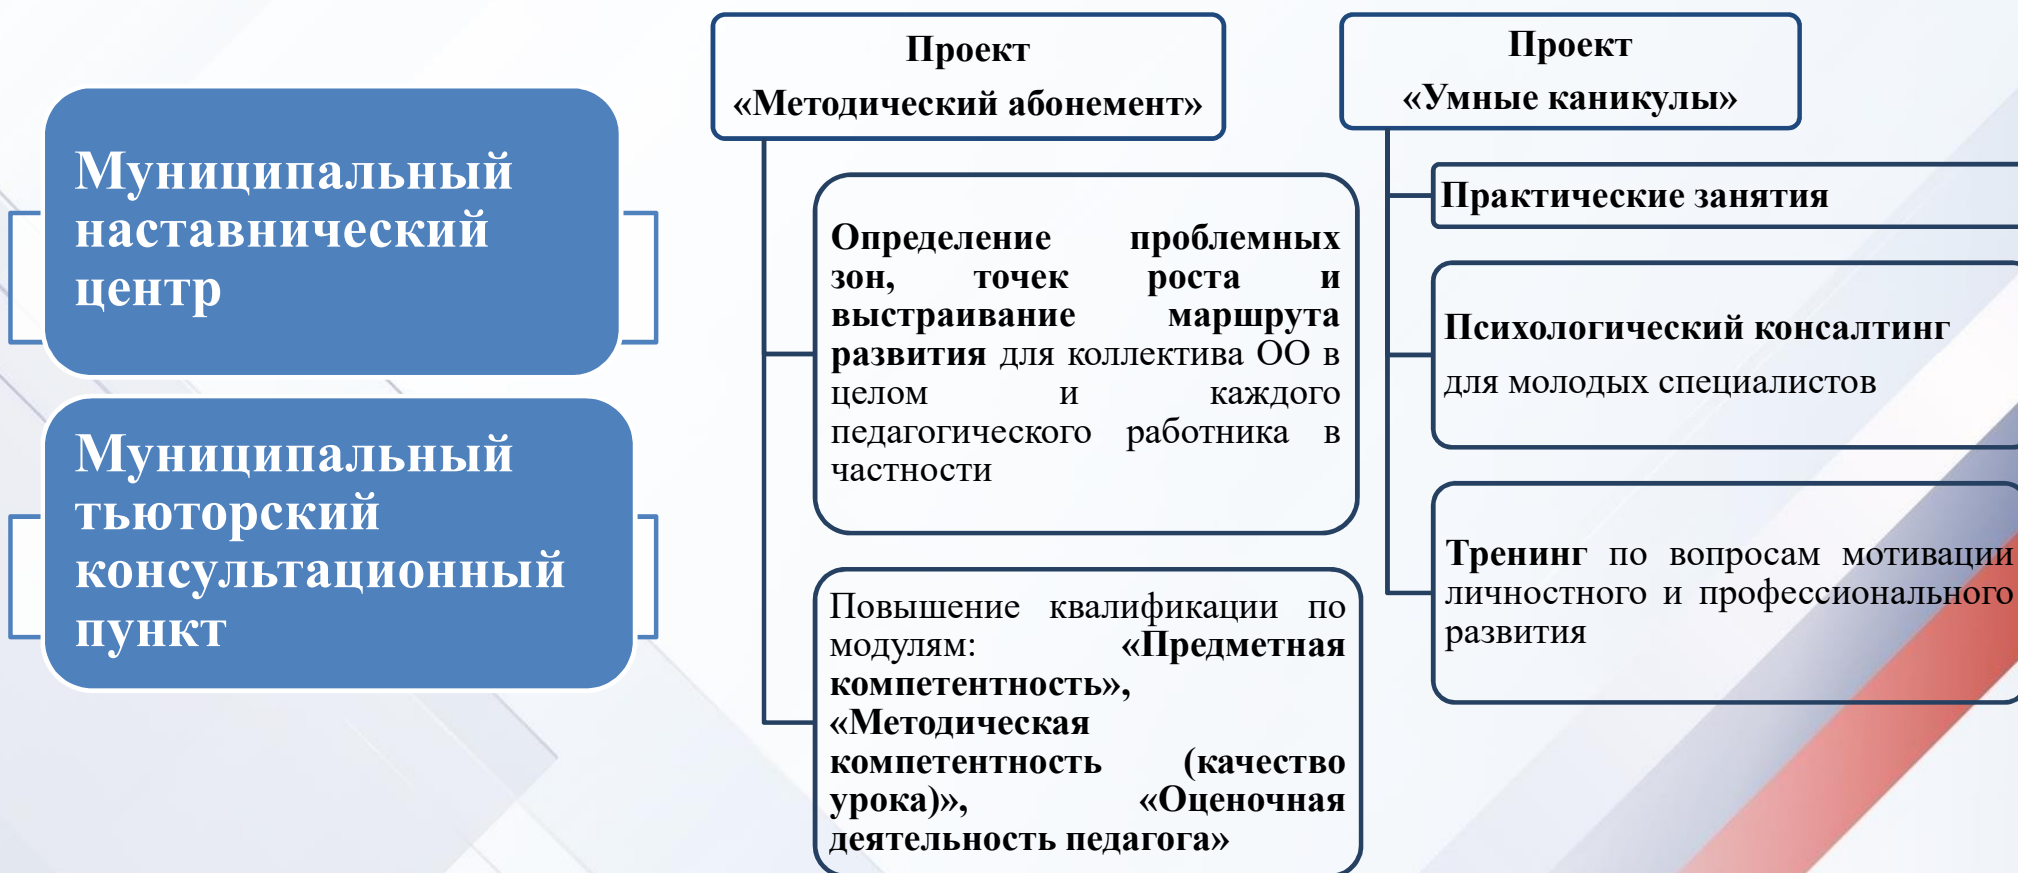 Муниципальный
наставнический
центр
Муниципальный
тьюторский
консультационный
пункт
Проект
«Методический абонемент»
Определение проблемных
зон, точек роста и
выстраивание маршрута
развития для коллектива ОО в
целом и каждого
педагогического работника в
частности
Повышение квалификации по
модулям: «Предметная
компетентность»,
«Методическая
компетентность (качество
урока)», «Оценочная
деятельность педагога»
Проект
«Умные каникулы»
Практические занятия
Психологический консалтинг
для молодых специалистов
Тренинг по вопросам мотивации
личностного и профессионального
развития